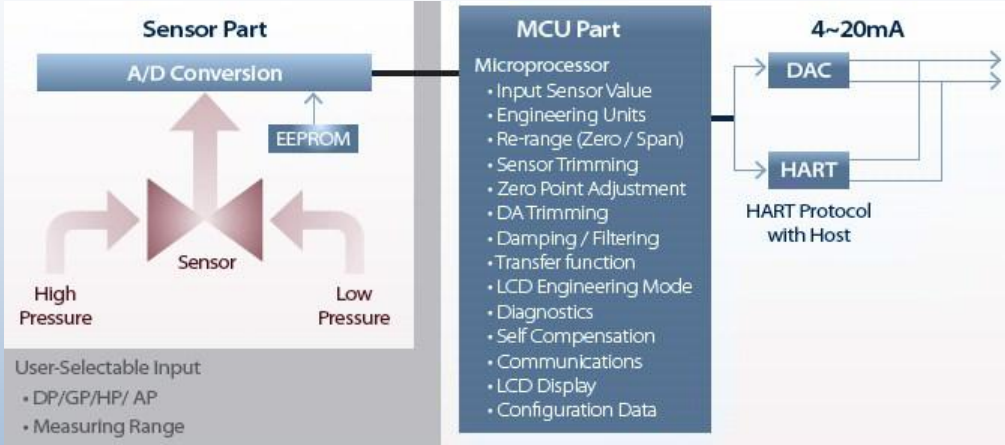 Sensor Part
A/D Conversion
EEPROM
Sensor
High
Pressure
Low
Pressure
User-Selectable Input
• DP/GP/HP/ AP
• Measuring Range
MCU Part
Microprocessor
• Input Sensor Value
• Engineering Units
• Re-range (Zero / Span)
• Sensor Trimming
• Zero Point Adjustment
• DA Trimming
• Damping / Filtering
• Transfer function
• LCD Engineering Mode
• Diagnostics
• Self Compensation
• Communications
• LCD Display
• Configuration Data
4~20mA
DAC
HART
HART Protocol
with Host